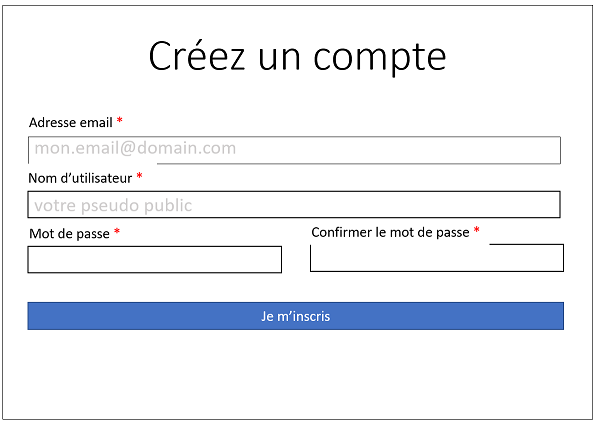 Créez un compte
Adresse email *
mon.email@domain.com
Nom d’utilisateur *
votre pseudo public
Mot de passe *
Confirmer le mot de passe *
Je m’inscris